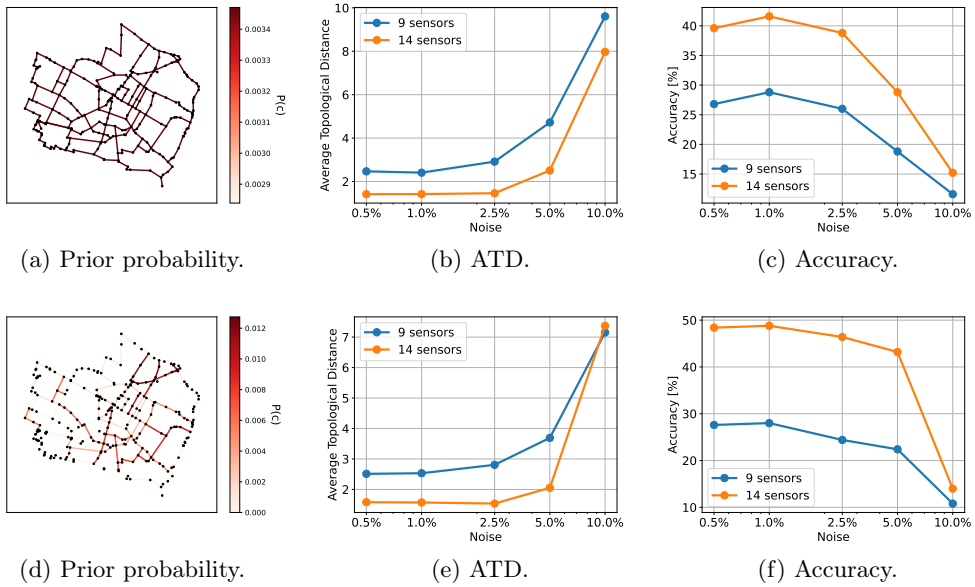 0.0034
0.0033
0.0032
0.0031
0.0030
0.0029
P(c)
10
8
6
4
2
Average Topological Distance
9 sensors
14 sensors
0.5% 1.0% 2.5% 5.0% 10.0%
Noise
40
35
30
25
20
15
Accuracy [%]
9 sensors
14 sensors
0.5% 1.0% 2.5% 5.0% 10.0%
Noise
(a) Prior probability.
(b) ATD.
(c) Accuracy.
0.012
0.010
0.008
0.006
0.004
0.002
0.000
P(c)
7
6
5
4
3
2
Average Topological Distance
9 sensors
14 sensors
0.5% 1.0% 2.5% 5.0% 10.0%
Noise
50
40
30
20
10
Accuracy [%]
9 sensors
14 sensors
0.5% 1.0% 2.5% 5.0% 10.0%
Noise
(d) Prior probability.
(e) ATD.
(f) Accuracy.